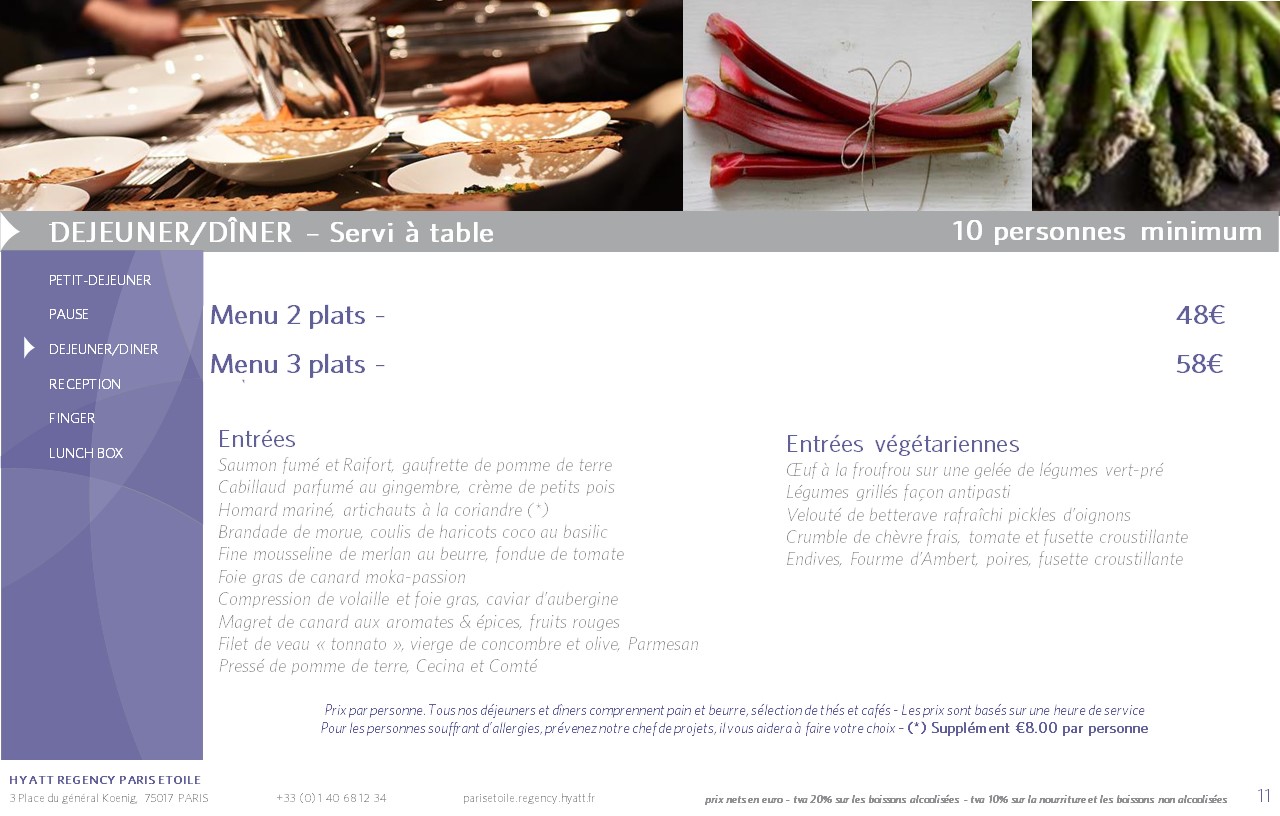 DEJEUNER/DÎNER – Servi à table 10 personnes minimum
PETIT-DEJEUNER
PAUSE
DEJEUNER/DINER
RECEPTION
FINGER
LUNCH BOX
Menu 2 plats - 48€
Menu 3 plats - 58€
Entrées
Saumon fumé et Raifort, gaufrette de pomme de terre
Cabillaud parfumé au gingembre, crème de petits pois
Homard mariné, artichauts à la coriandre (*)
Brandade de morue, coulis de haricots coco au basilic
Fine mousseline de merlan au beurre, fondue de tomate
Foie gras de canard moka-passion
Compression de volaille et foie gras, caviar d'aubergine
Magret de canard aux aromates & épices, fruits rouges
Filet de veau « tonnato », vierge de concombre et olive, Parmesan
Pressé de pomme de terre, Cecina et Comté
Entrées végétariennes
Œuf à la froufrou sur une gelée de légumes vert-pré
Légumes grillés façon antipasti
Velouté de betterave rafraîchi pickles d'oignons
Crumble de chèvre frais, tomate et fusette croustillante
Endives, Fourme d'Ambert, poires, fusette croustillante
Prix par personne. Tous nos déjeuners et dîners comprennent pain et beurre, sélection de thés et cafés - Les prix sont basés sur une heure de service
Pour les personnes souffrant d'allergies, prévenez notre chef de projets, il vous aidera à faire votre choix - (*) Supplément €8.00 par personne
HYATT REGENCY PARIS ETOILE
3 Place du général Koenig, 75017 PARIS +33 (0) 1 40 68 12 34 parisetoile.regency.hyatt.fr prix nets en euro - tva 20% sur les boissons alcoolisées - tva 10% sur la nourriture et les boissons non alcoolisées 11